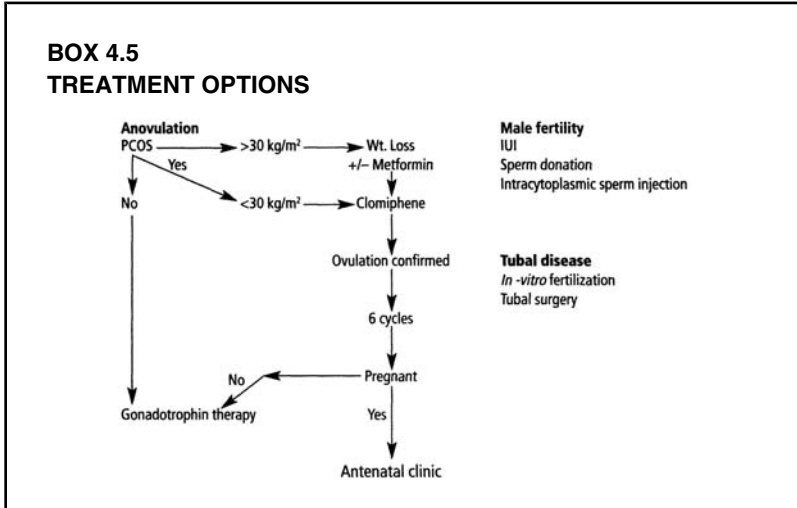 BOX 4.5
TREATMENT OPTIONS
Anovulation
PCOS
>30 kg/m²
Wt. Loss
+/– Metformin
Yes
No
<30 kg/m²
Clomiphene
Ovulation confirmed
6 cycles
Pregnant
No
Gonadotrophin therapy
Yes
Antenatal clinic
Male fertility
IUI
Sperm donation
Intracytoplasmic sperm injection
Tubal disease
In -vitro fertilization
Tubal surgery